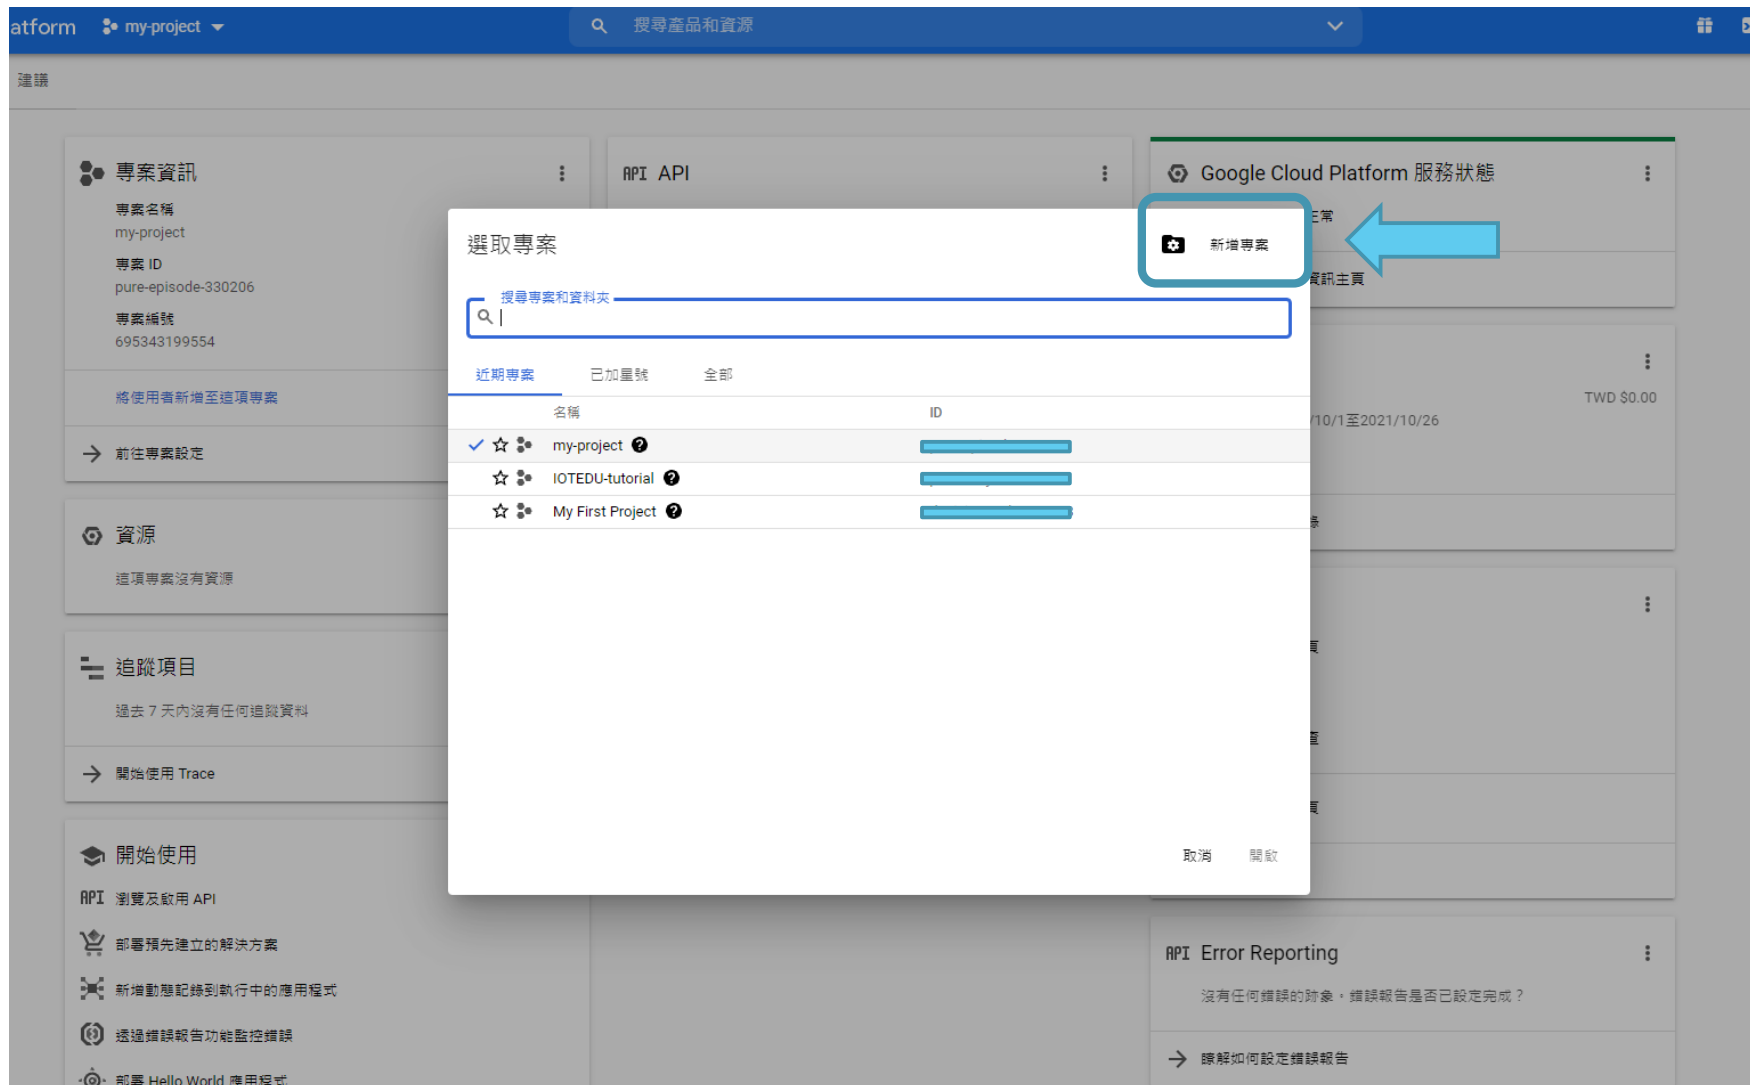 atform my-project 搜尋產品和資源
建議
專案資訊
專案名稱
my-project
專案 ID
pure-episode-330206
專案編號
695343199554
將使用者新增至這項專案
前往專案設定
資源
這項專案沒有資源
追蹤項目
過去 7 天內沒有任何追蹤資料
開始使用 Trace
開始使用
API 瀏覽及啟用 API
部署預先建立的解決方案
新增動態記錄到執行中的應用程式
透過錯誤報告功能監控錯誤
部署 Hello World 應用程式
API API
選取專案
新增專案
搜尋專案和資料夾
近期專案 已加星號 全部
名稱 ID
my-project
IOTEDU-tutorial
My First Project
取消 開啟
Google Cloud Platform 服務狀態
正常
資訊主頁
TWD $0.00
/10/1至2021/10/26
錄
頁
查
頁
API Error Reporting
沒有任何錯誤的跡象。錯誤報告是否已設定完成？
瞭解如何設定錯誤報告